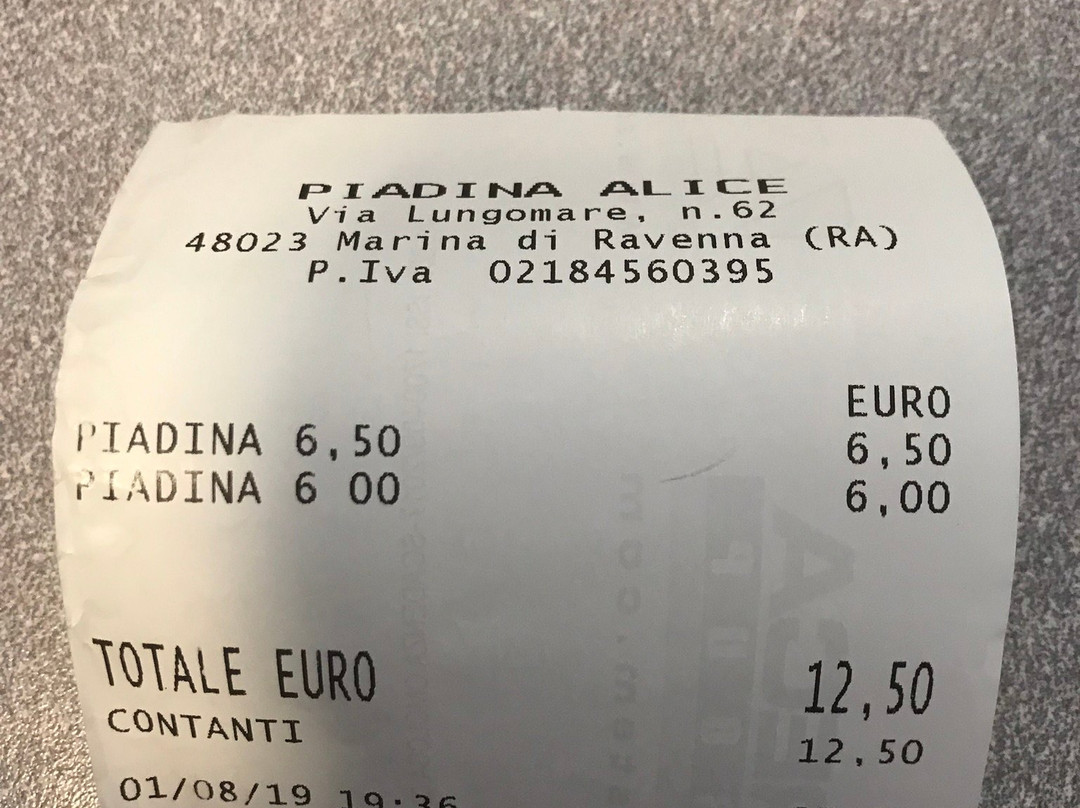 PIADINA ALICE
Via Lungomare, n.62
48023 Marina di Ravenna (RA)
P.Iva 02184560395
EURO
PIADINA 6,50 6,50
PIADINA 6 00 6,00
TOTALE EURO 12,50
CONTANTI 12,50
01/08/19 19:36